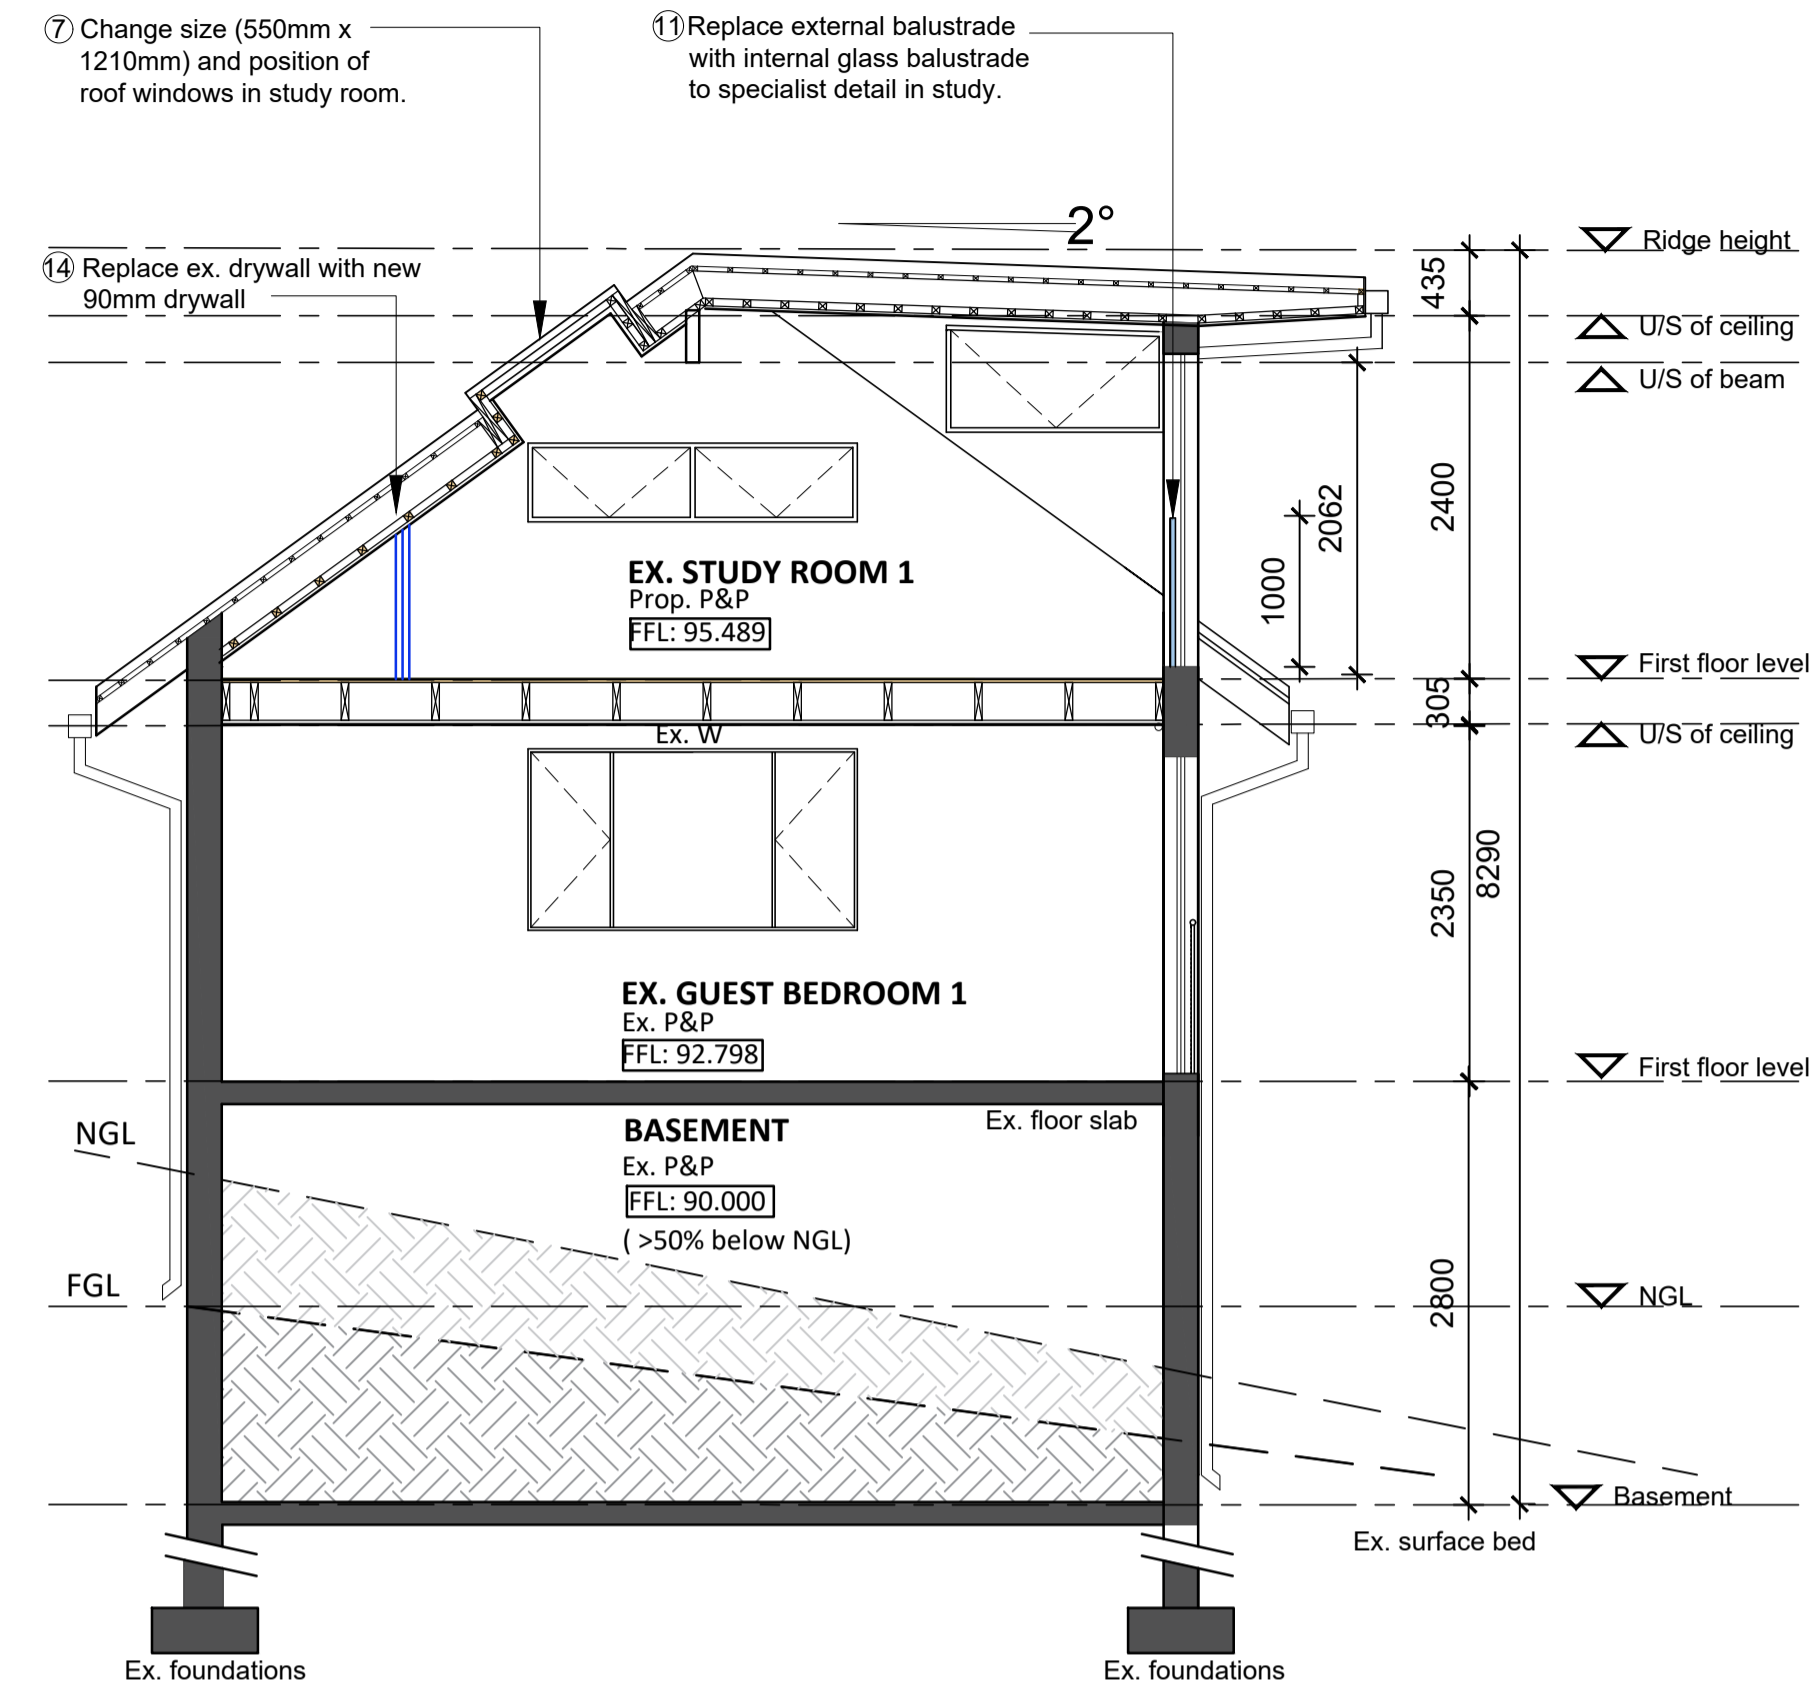 7 Change size (550mm x
1210mm) and position of
roof windows in study room.
11 Replace external balustrade
with internal glass balustrade
to specialist detail in study.
2°
14 Replace ex. drywall with new
90mm drywall
Ridge height
435
U/S of ceiling
U/S of beam
2400
2062
1000
EX. STUDY ROOM 1
Prop. P&P
FFL: 95.489
First floor level
305
U/S of ceiling
Ex. W
2350
8290
EX. GUEST BEDROOM 1
Ex. P&P
FFL: 92.798
First floor level
Ex. floor slab
NGL
BASEMENT
Ex. P&P
FFL: 90.000
( >50% below NGL)
FGL
2800
NGL
Basement
Ex. surface bed
Ex. foundations
Ex. foundations